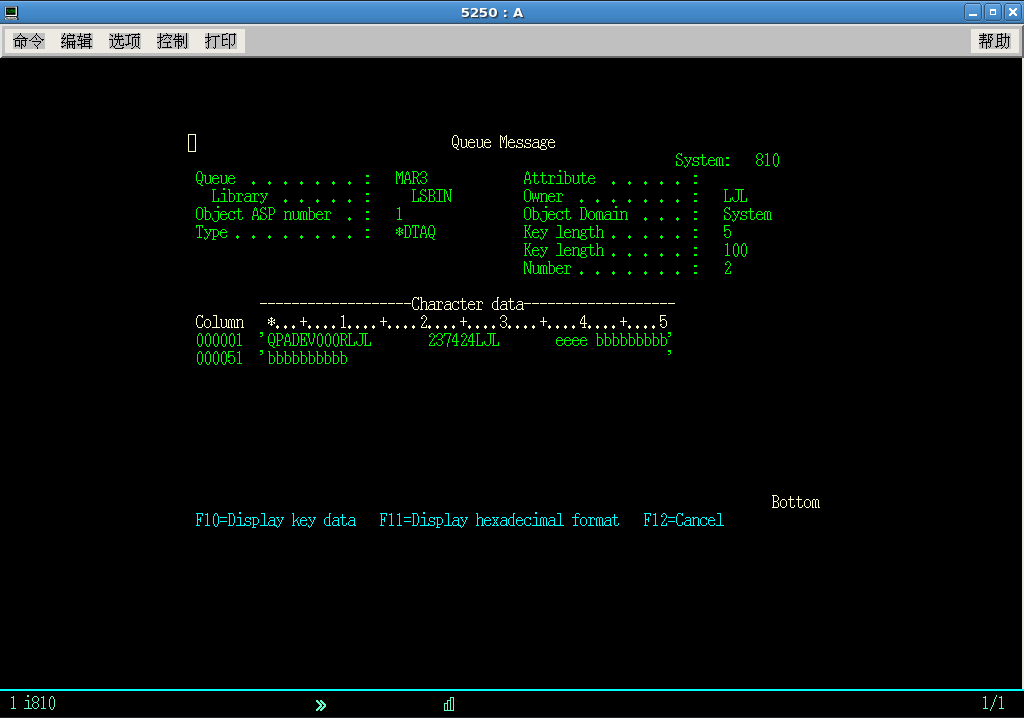 5250 : A
命令 编辑 选项 控制 打印 帮助
Queue Message
System: 810
Queue . . . . . . . : MAR3 Attribute . . . . . :
Library . . . . . : LSBIN Owner . . . . . . . : LJL
Object ASP number . : 1 Object Domain . . . : System
Type . . . . . . . . : *DTAQ Key length . . . . . : 5
Key length . . . . . : 100
Number . . . . . . . : 2
-------------------Character data-------------------
Column *...+....1....+....2....+....3....+....4....+....5
000001 'QPADEV000RLJL 237424LJL eeee bbbbbbbbb'
000051 'bbbbbbbbbb '
Bottom
F10=Display key data F11=Display hexadecimal format F12=Cancel
1 i810 1/1